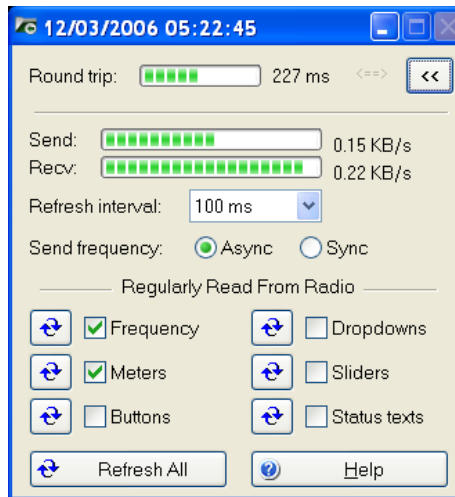 12/03/2006 05:22:45
Round trip: 227 ms <==> <<
Send: 0.15 KB/s
Recv: 0.22 KB/s
Refresh interval: 100 ms
Send frequency: Async Sync
Regularly Read From Radio
Frequency Dropdowns
Meters Sliders
Buttons Status texts
Refresh All Help